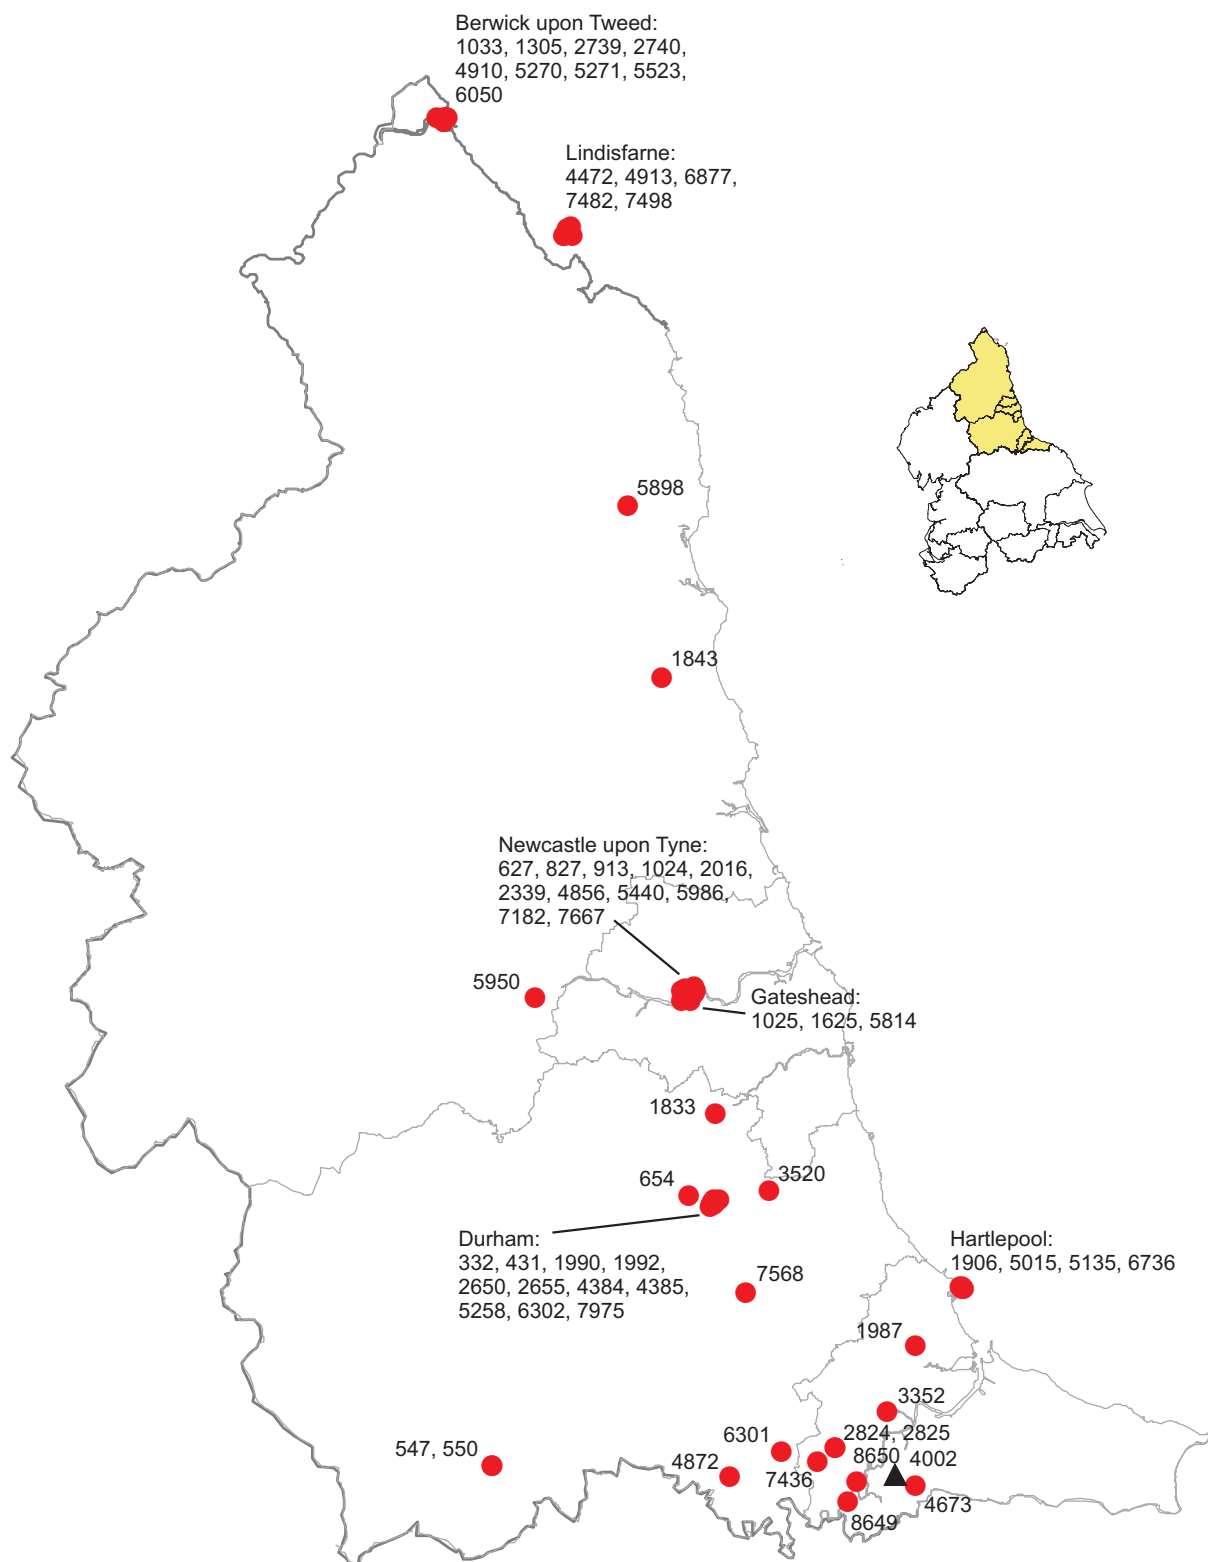 Berwick upon Tweed:
1033, 1305, 2739, 2740,
4910, 5270, 5271, 5523,
6050
Lindisfarne:
4472, 4913, 6877,
7482, 7498
5898
1843
Newcastle upon Tyne:
627, 827, 913, 1024, 2016,
2339, 4856, 5440, 5986,
7182, 7667
5950
Gateshead:
1025, 1625, 5814
1833
654
3520
Durham:
332, 431, 1990, 1992,
2650, 2655, 4384, 4385,
5258, 6302, 7975
Hartlepool:
1906, 5015, 5135, 6736
7568
1987
3352
6301
2824, 2825
547, 550
4872
7436
8650
4002
4673
8649